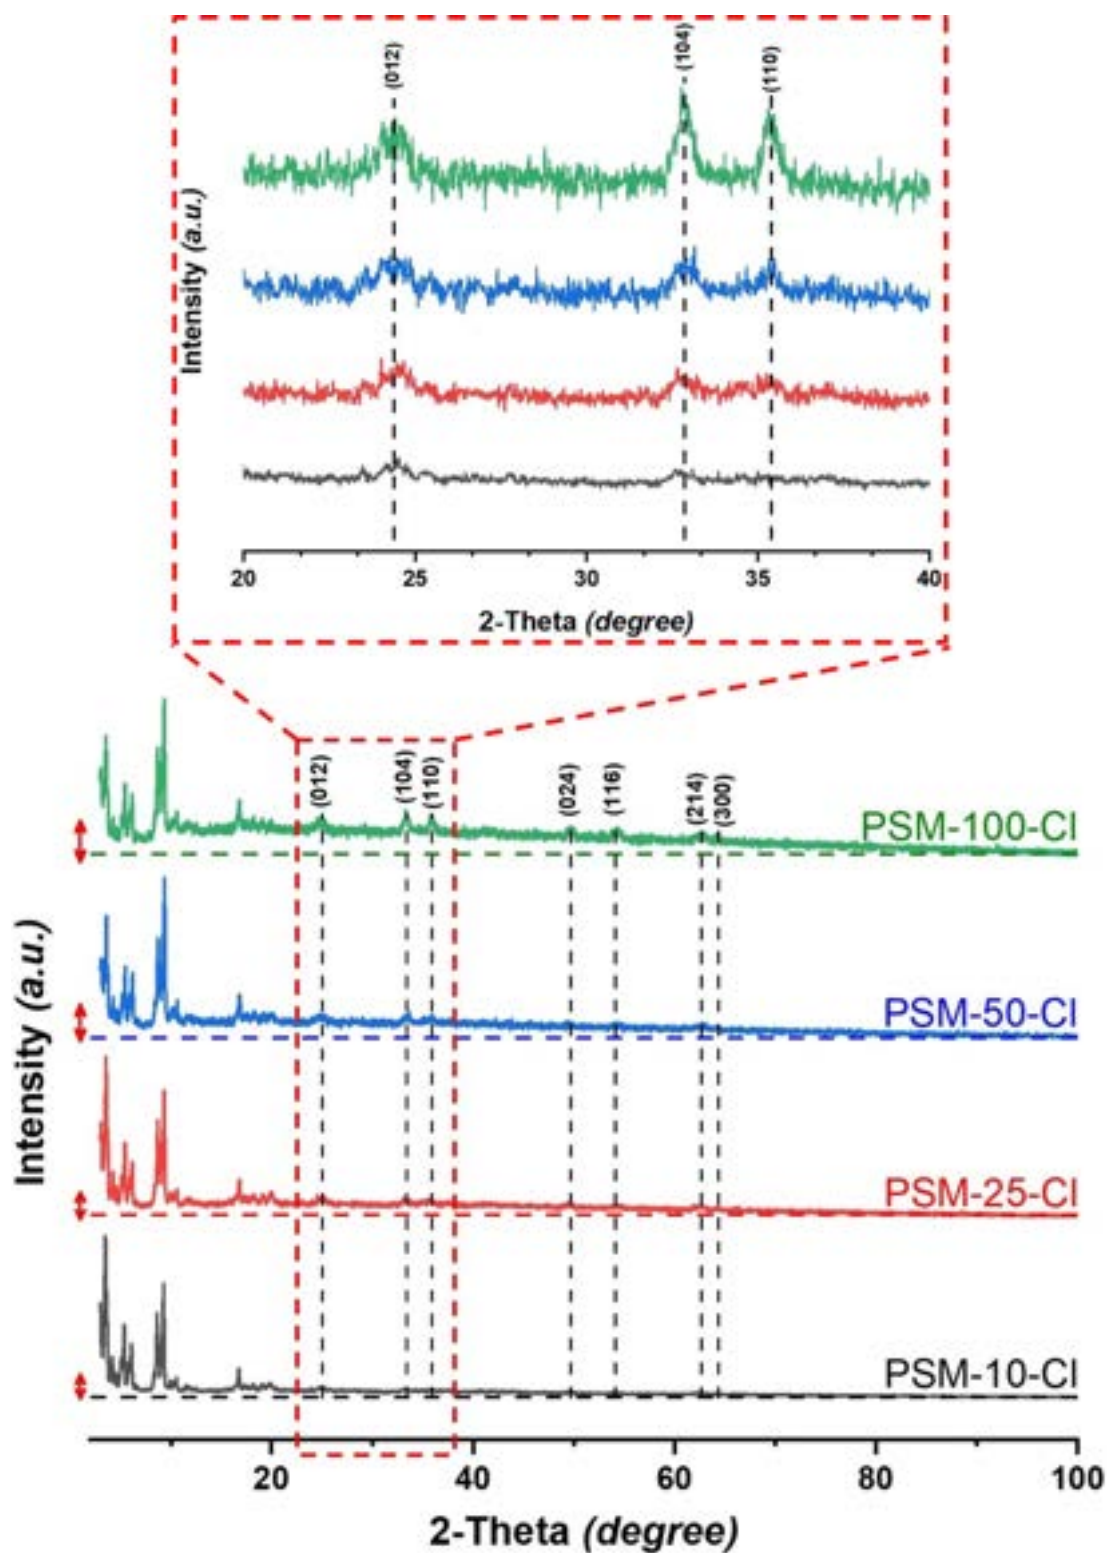 (012)
(104)
(110)
Intensity (a.u.)
20 25 30 35 40
2-Theta (degree)
(012) (104) (110) (024) (116) (214) (300)
PSM-100-Cl
PSM-50-Cl
PSM-25-Cl
PSM-10-Cl
Intensity (a.u.)
20 40 60 80 100
2-Theta (degree)